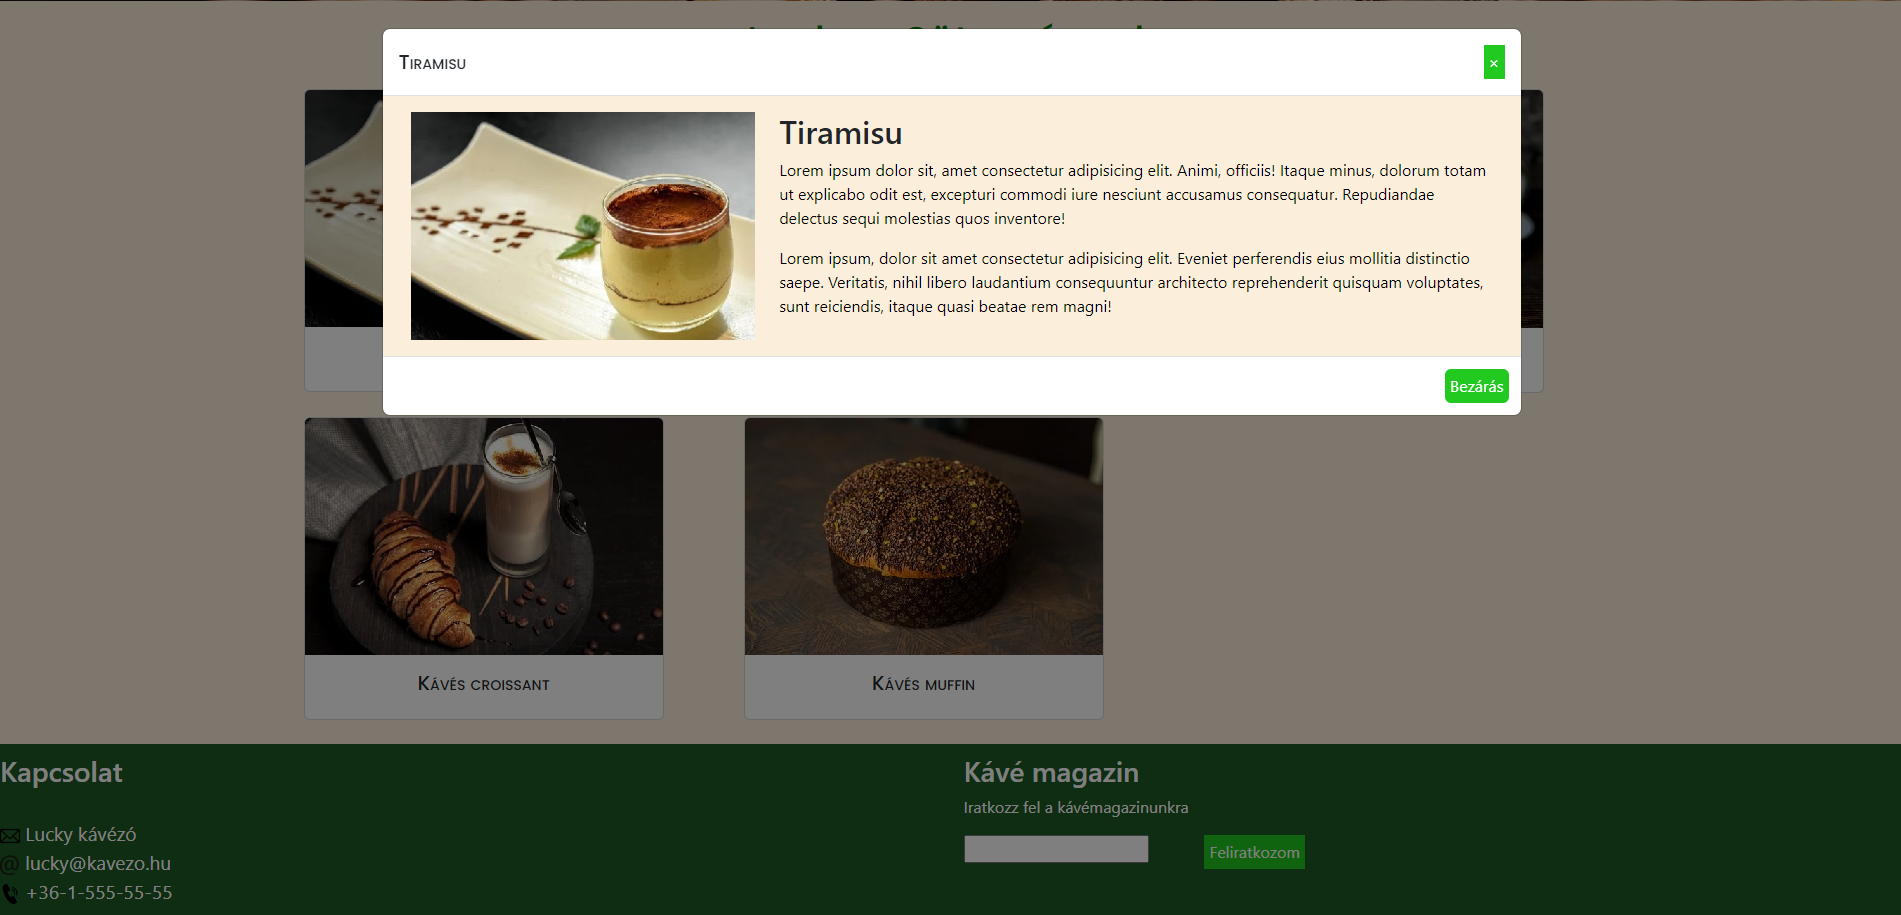 Tiramisu
×
Tiramisu
Lorem ipsum dolor sit, amet consectetur adipisicing elit. Animi, officiis! Itaque minus, dolorum totam
ut explicabo odit est, excepturi commodi iure nesciunt accusamus consequatur. Repudiandae
delectus sequi molestias quos inventore!
Lorem ipsum, dolor sit amet consectetur adipisicing elit. Eveniet perferendis eius mollitia distinctio
saepe. Veritatis, nihil libero laudantium consequuntur architecto reprehenderit quisquam voluptates,
sunt reiciendis, itaque quasi beatae rem magni!
Bezárás
Kávés croissant
Kávés muffin
Kapcsolat
Lucky kávézó
lucky@kavezo.hu
+36-1-555-55-55
Kávé magazin
Iratkozz fel a kávémagazinunkra
Feliratkozom